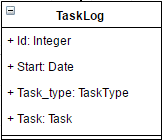 TaskLog
+ Id: Integer
+ Start: Date
+ Task_type: TaskType
+ Task: Task